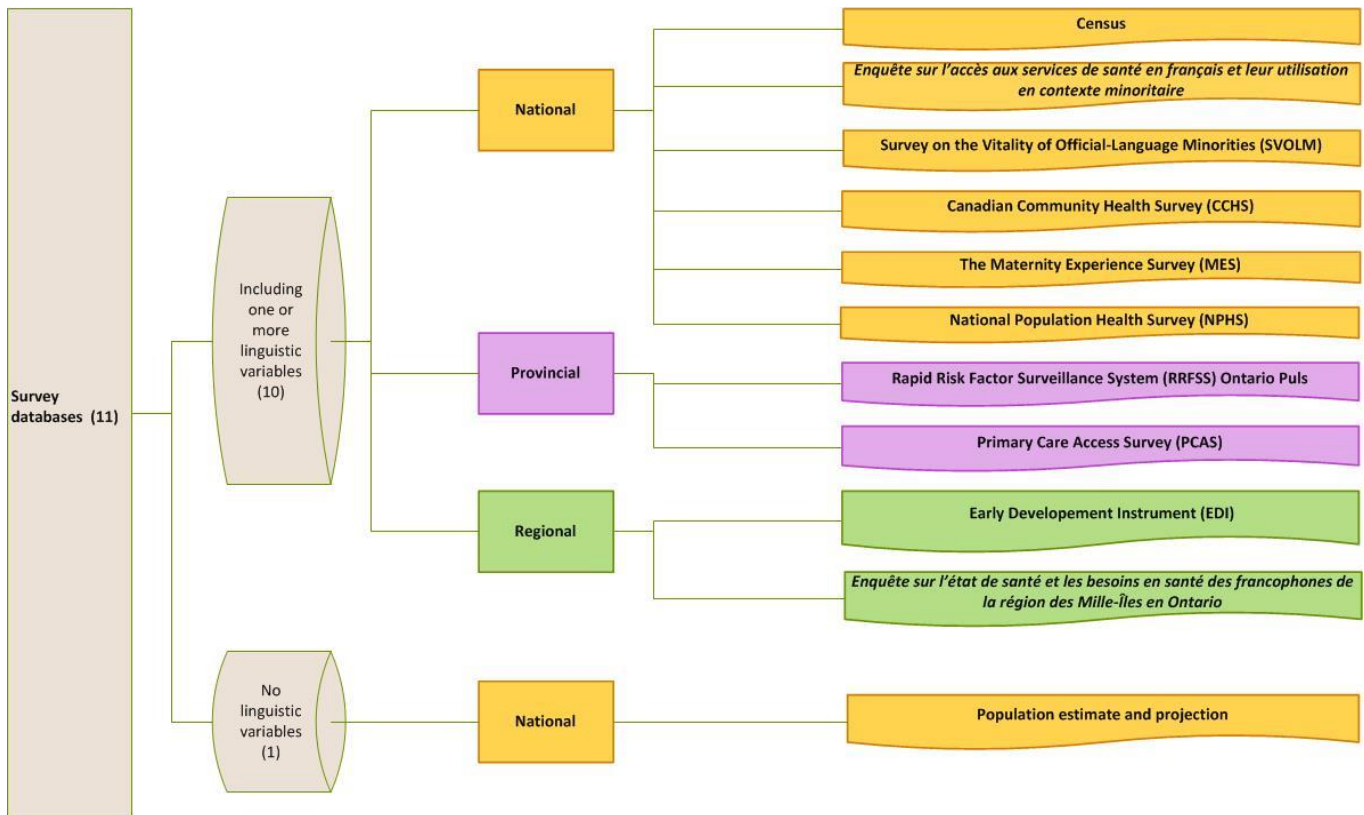 Survey
databases (11)
Including
one or
more
linguistic
variables
(10)
National
Census
Enquête sur l'accès aux services de santé en français et leur utilisation
en contexte minoritaire
Survey on the Vitality of Official-Language Minorities (SVOLM)
Canadian Community Health Survey (CCHS)
The Maternity Experience Survey (MES)
National Population Health Survey (NPHS)
Provincial
Rapid Risk Factor Surveillance System (RRFSS) Ontario Puls
Primary Care Access Survey (PCAS)
Regional
Early Developement Instrument (EDI)
Enquête sur l'état de santé et les besoins en santé des francophones de
la région des Mille-Îles en Ontario
No
linguistic
variables
(1)
National
Population estimate and projection